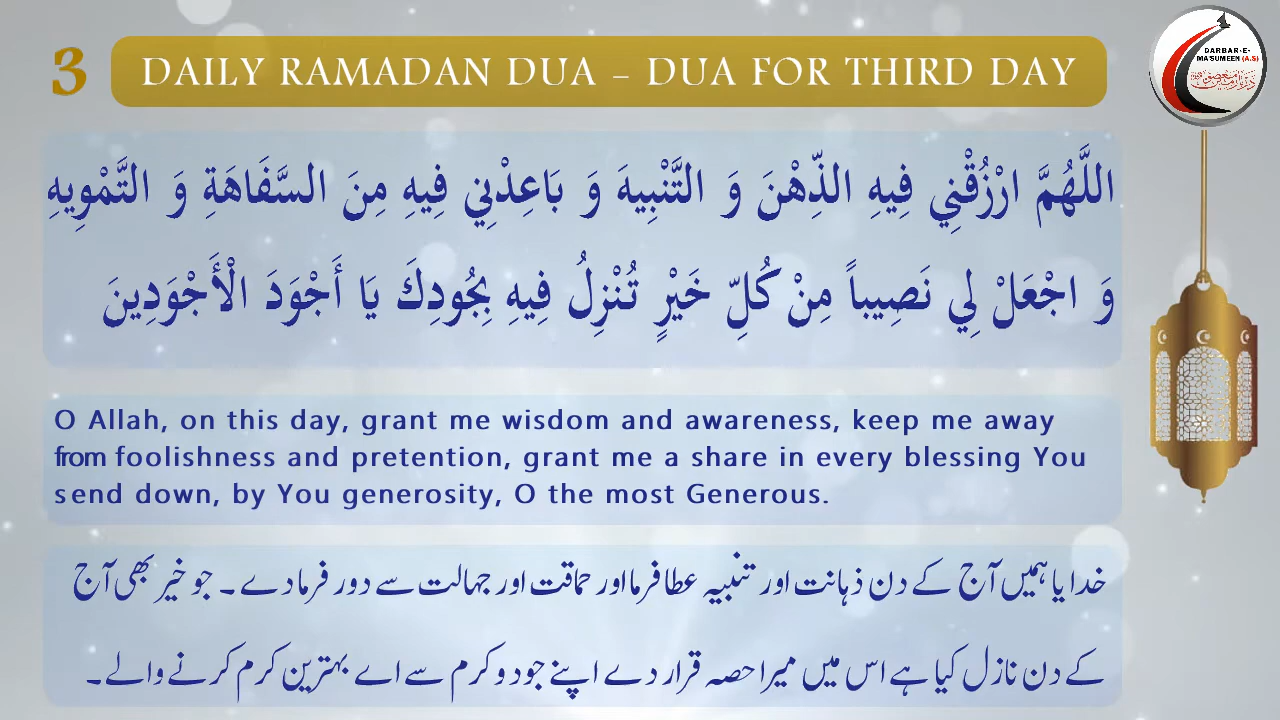 3
DAILY RAMADAN DUA – DUA FOR THIRD DAY
DARBAR-E-
MA'SUMEEN (A.S)
اللَّهُمَّ ارْزُقْنِي فِيهِ الذِّهْنَ وَ التَّنْبِيهَ وَ بَاعِدْنِي فِيهِ مِنَ السَّفَاهَةِ وَ التَّمْوِيهِ
وَ اجْعَلْ لِي نَصِيباً مِنْ كُلِّ خَيْرٍ تُنْزِلُ فِيهِ بِجُودِكَ يَا أَجْوَدَ الْأَجْوَدِينَ
O Allah, on this day, grant me wisdom and awareness, keep me away
from foolishness and pretention, grant me a share in every blessing You
send down, by You generosity, O the most Generous.
خدایا ہمیں آج کے دن ذہانت اور تنبیہ عطا فرما اور حماقت اور جہالت سے دور فرما دے ۔ جو خیر بھی آج
کے دن نازل کیا ہے اس میں میرا حصہ قرار دے اپنے جود و کرم سے اے بہترین کرم کرنے والے ۔